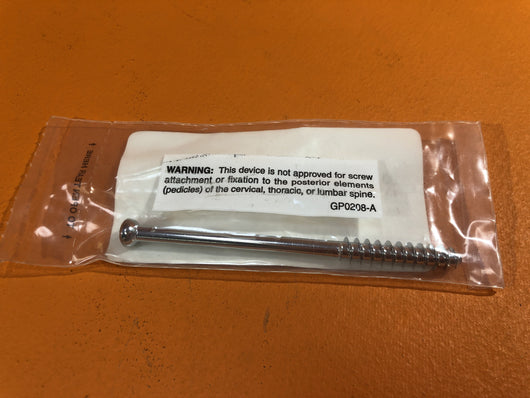 WARNING: This device is not approved for screw
attachment or fixation to the posterior elements
(pedicles) of the cervical, thoracic, or lumbar spine.
GP0208-A